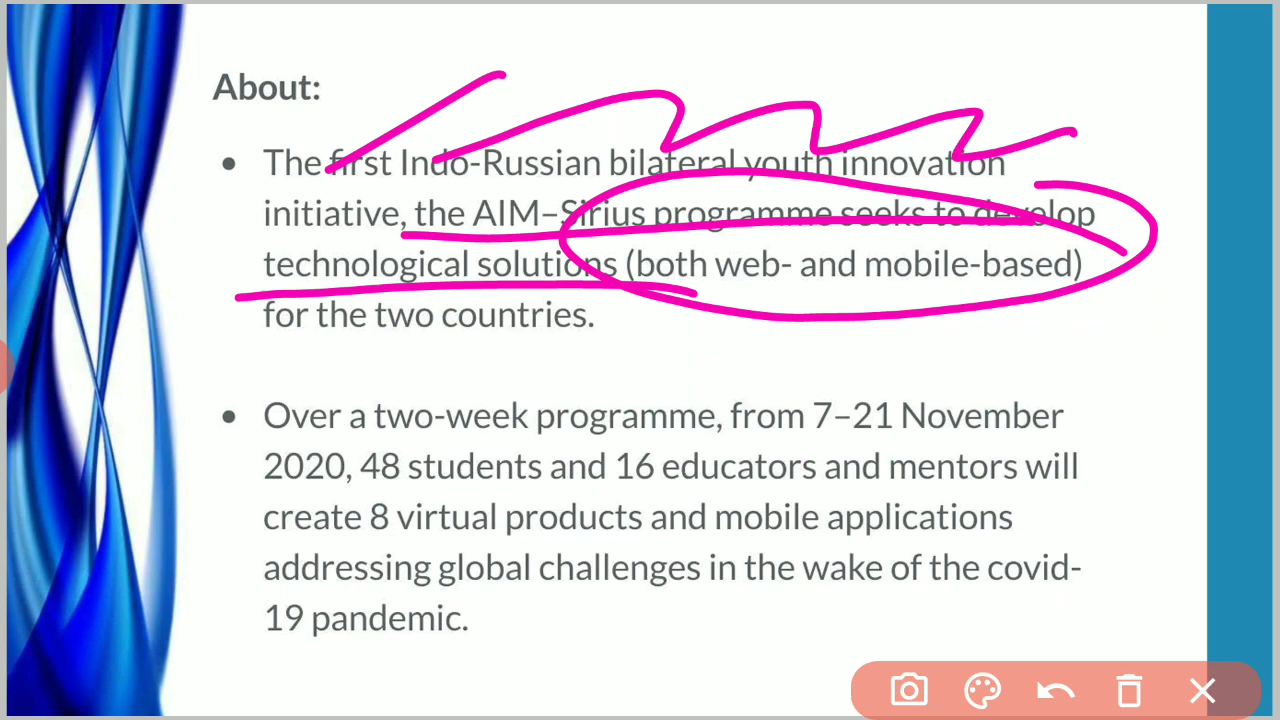 About:
• The first Indo-Russian bilateral youth innovation
initiative, the AIM–Sirius programme seeks to develop
technological solutions (both web- and mobile-based)
for the two countries.
• Over a two-week programme, from 7–21 November
2020, 48 students and 16 educators and mentors will
create 8 virtual products and mobile applications
addressing global challenges in the wake of the covid-
19 pandemic.